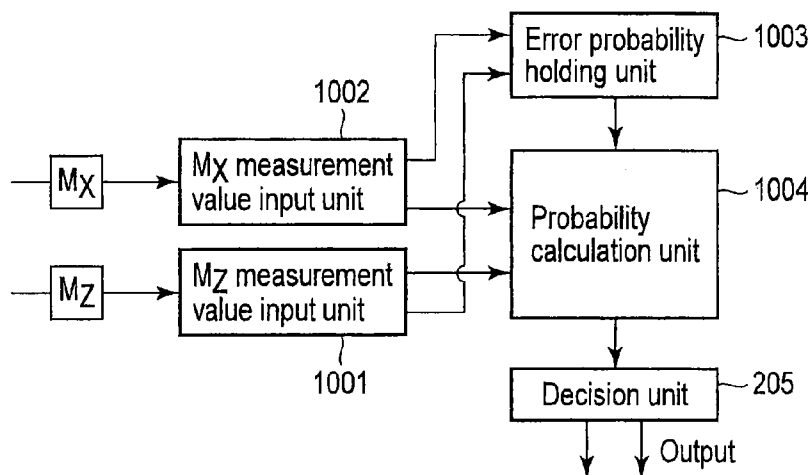 Error probability
holding unit
1003
1002
MX
MX measurement
value input unit
Probability
calculation unit
1004
MZ
MZ measurement
value input unit
1001
Decision unit
205
Output